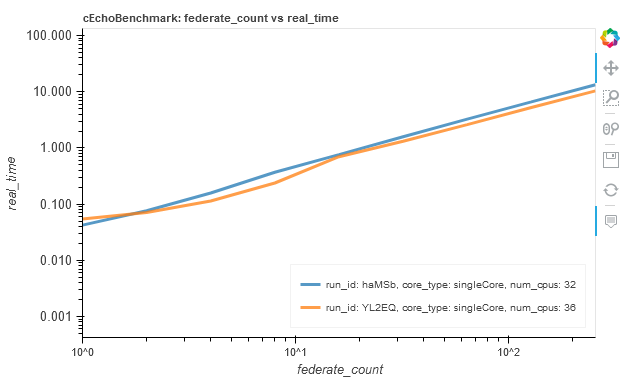 cEchoBenchmark: federate_count vs real_time
100.000
10.000
1.000
0.100
0.010
0.001
real_time
run_id: haMSb, core_type: singleCore, num_cpus: 32
run_id: YL2EQ, core_type: singleCore, num_cpus: 36
10^0
10^1
10^2
federate_count